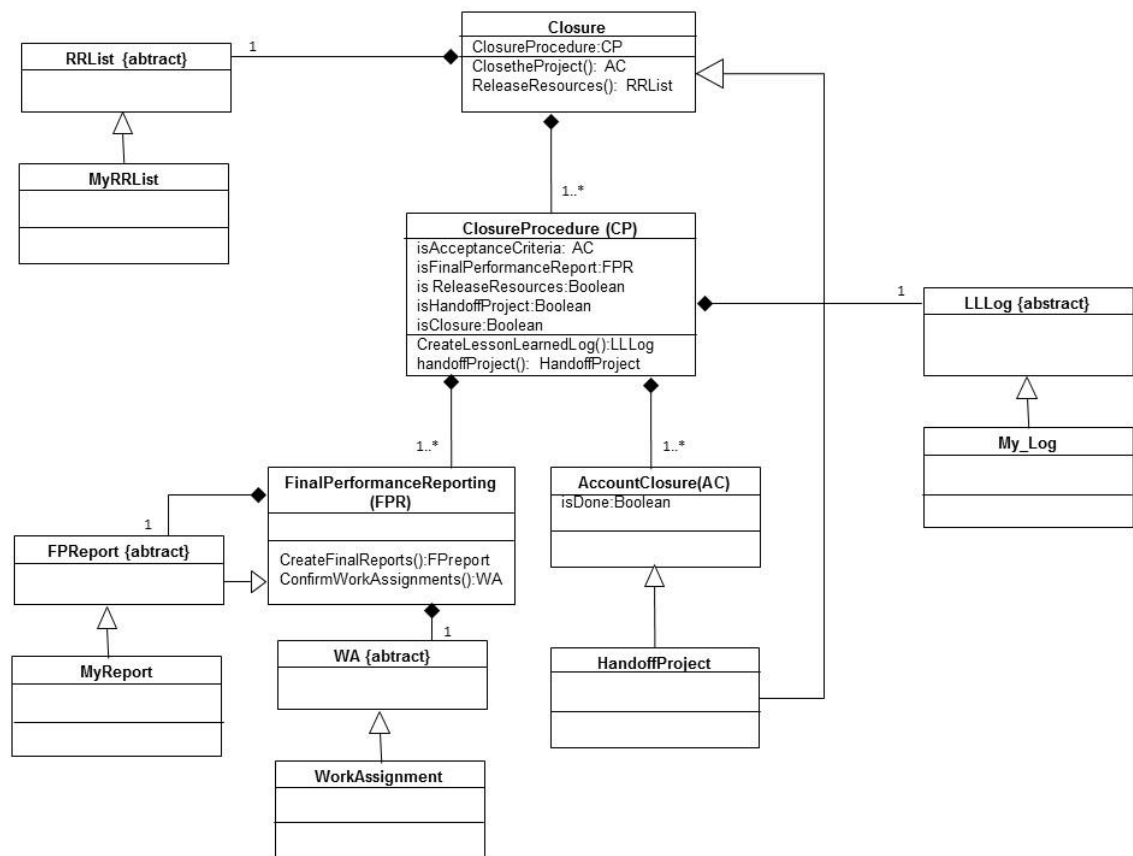 Closure
ClosureProcedure:CP
ClosetheProject(): AC
ReleaseResources(): RRList
RRList {abtract}
1
MyRRList
1..*
ClosureProcedure (CP)
isAcceptanceCriteria: AC
isFinalPerformanceReport:FPR
is ReleaseResources:Boolean
isHandoffProject:Boolean
isClosure:Boolean
CreateLessonLearnedLog():LLLog
handoffProject(): HandoffProject
1
LLLog {abstract}
My_Log
1..*
1..*
FinalPerformanceReporting
(FPR)
CreateFinalReports():FPreport
ConfirmWorkAssignments():WA
AccountClosure(AC)
isDone:Boolean
1
FPReport {abtract}
MyReport
1
WA {abtract}
WorkAssignment
HandoffProject